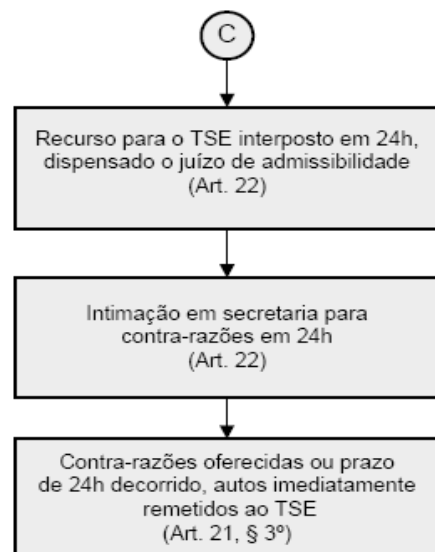 C
Recurso para o TSE interposto em 24h,
dispensado o juízo de admissibilidade
(Art. 22)
Intimação em secretaria para
contra-razões em 24h
(Art. 22)
Contra-razões oferecidas ou prazo
de 24h decorrido, autos imediatamente
remetidos ao TSE
(Art. 21, § 3º)